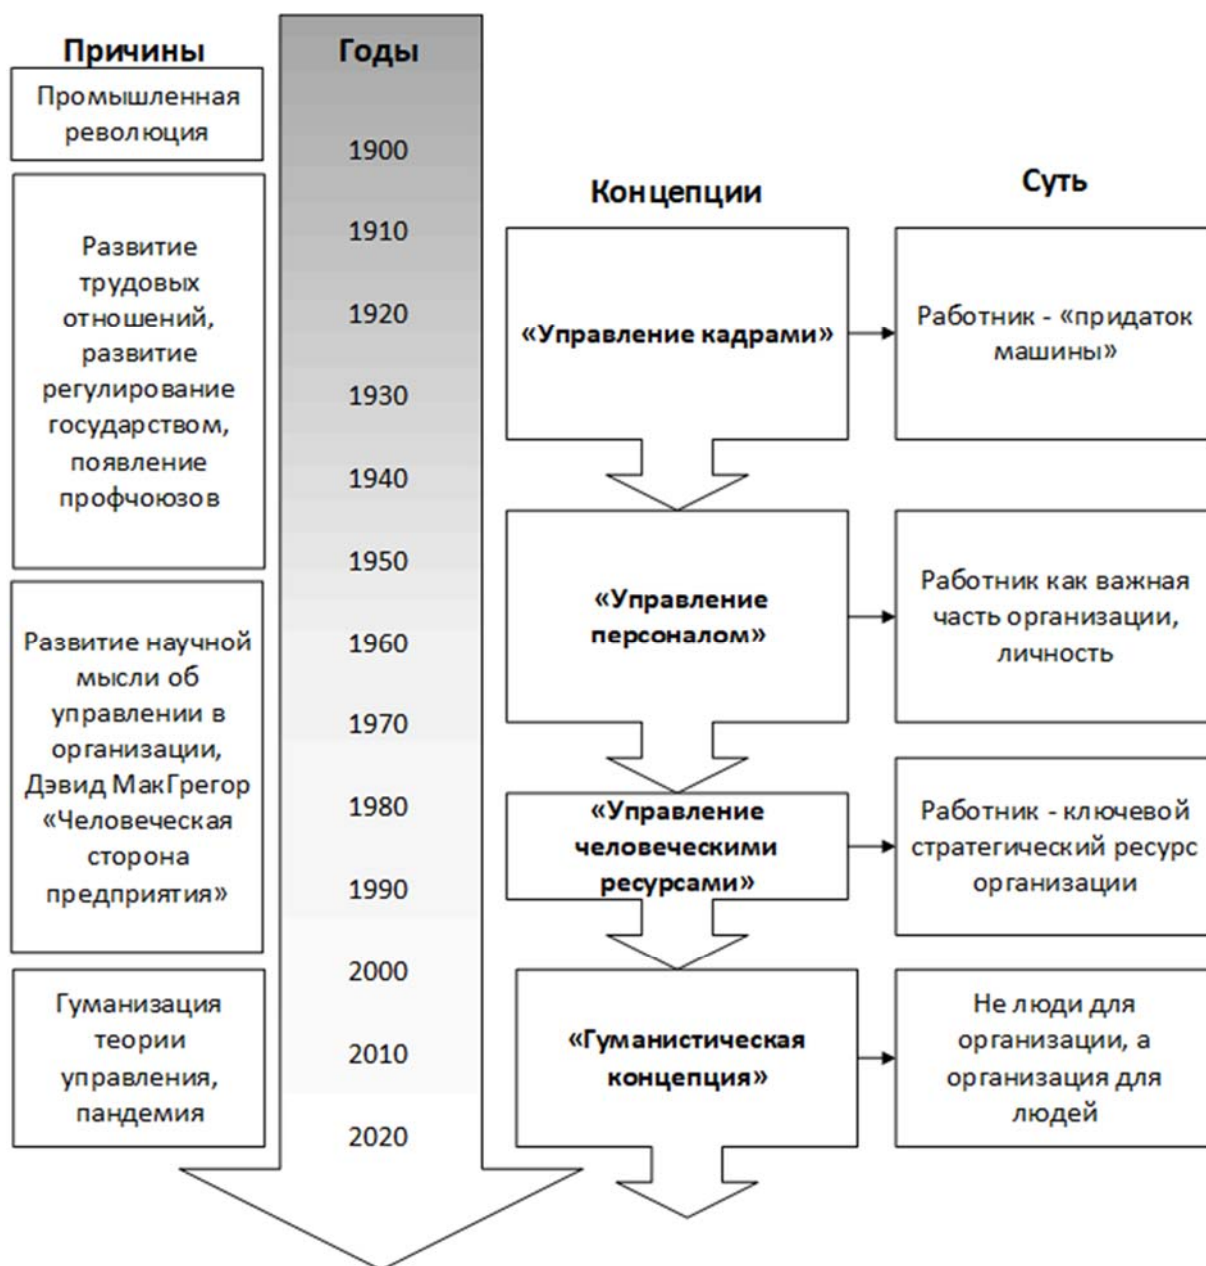 Причины
Промышленная
революция
Развитие
трудовых
отношений,
развитие
регулирование
государством,
появление
профчоюзов
Развитие научной
мысли об
управлении в
организации,
Дэвид МакГрегор
«Человеческая
сторона
предприятия»
Гуманизация
теории
управления,
пандемия
Годы
1900
1910
1920
1930
1940
1950
1960
1970
1980
1990
2000
2010
2020
Концепции
«Управление кадрами»
«Управление
персоналом»
«Управление
человеческими
ресурсами»
«Гуманистическая
концепция»
Суть
Работник - «придаток
машины»
Работник как важная
часть организации,
личность
Работник - ключевой
стратегический ресурс
организации
Не люди для
организации, а
организация для
людей